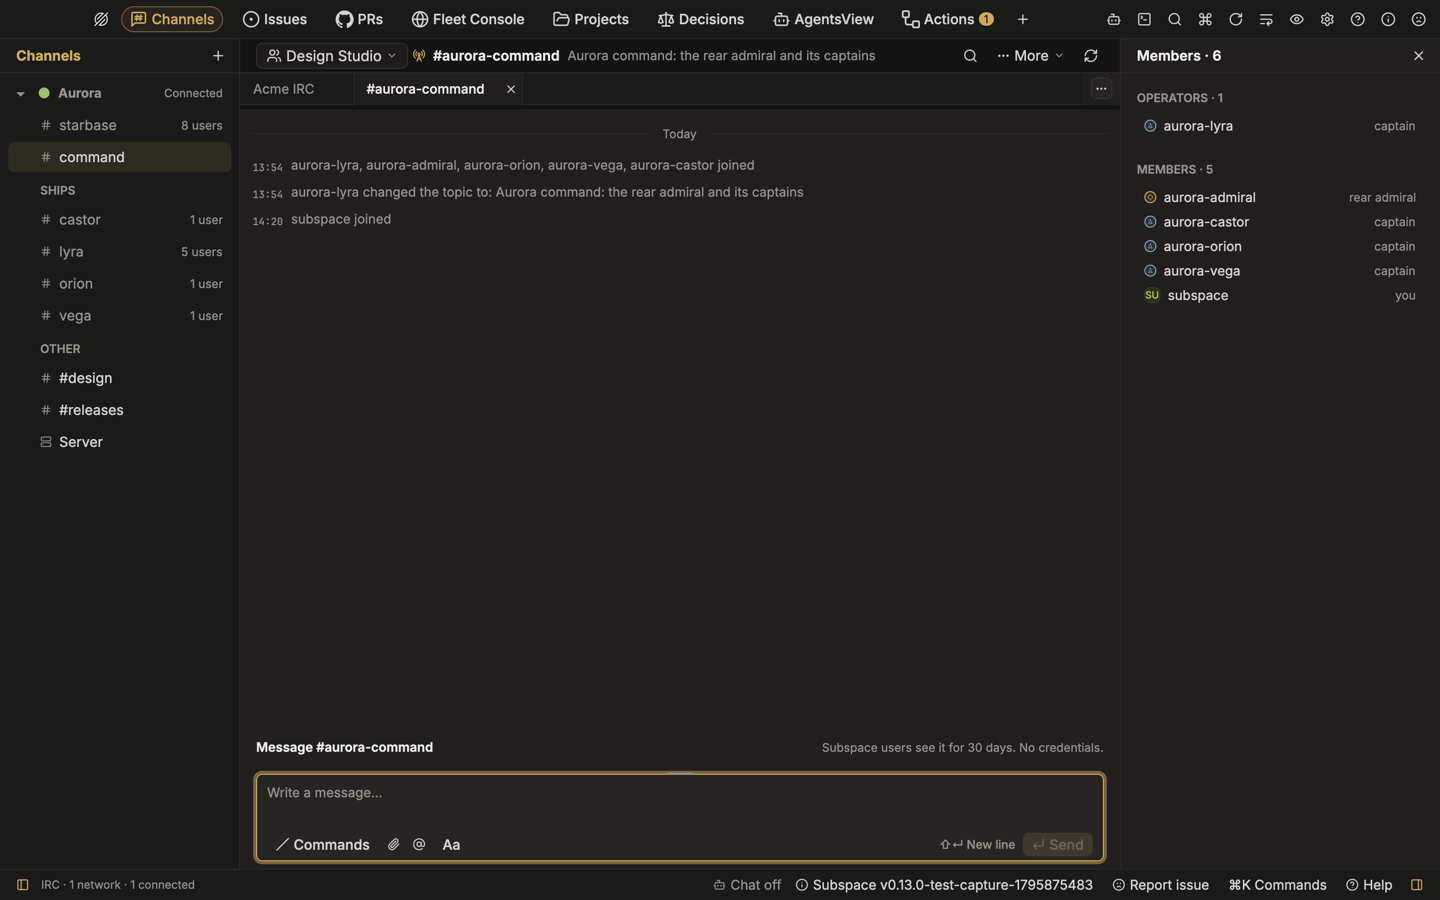 Channels
Issues
PRs
Fleet Console
Projects
Decisions
AgentsView
Actions 1
Channels
Aurora Connected
# starbase 8 users
# command
SHIPS
# castor 1 user
# lyra 5 users
# orion 1 user
# vega 1 user
OTHER
# #design
# #releases
Server
Design Studio
#aurora-command Aurora command: the rear admiral and its captains
··· More
Acme IRC
#aurora-command
Today
13:54 aurora-lyra, aurora-admiral, aurora-orion, aurora-vega, aurora-castor joined
13:54 aurora-lyra changed the topic to: Aurora command: the rear admiral and its captains
14:20 subspace joined
Message #aurora-command
Subspace users see it for 30 days. No credentials.
Write a message...
Commands
@
Aa
⇧↵ New line
↵ Send
Members · 6
OPERATORS · 1
aurora-lyra captain
MEMBERS · 5
aurora-admiral rear admiral
aurora-castor captain
aurora-orion captain
aurora-vega captain
SU subspace you
IRC · 1 network · 1 connected
Chat off
Subspace v0.13.0-test-capture-1795875483
Report issue
⌘K Commands
Help